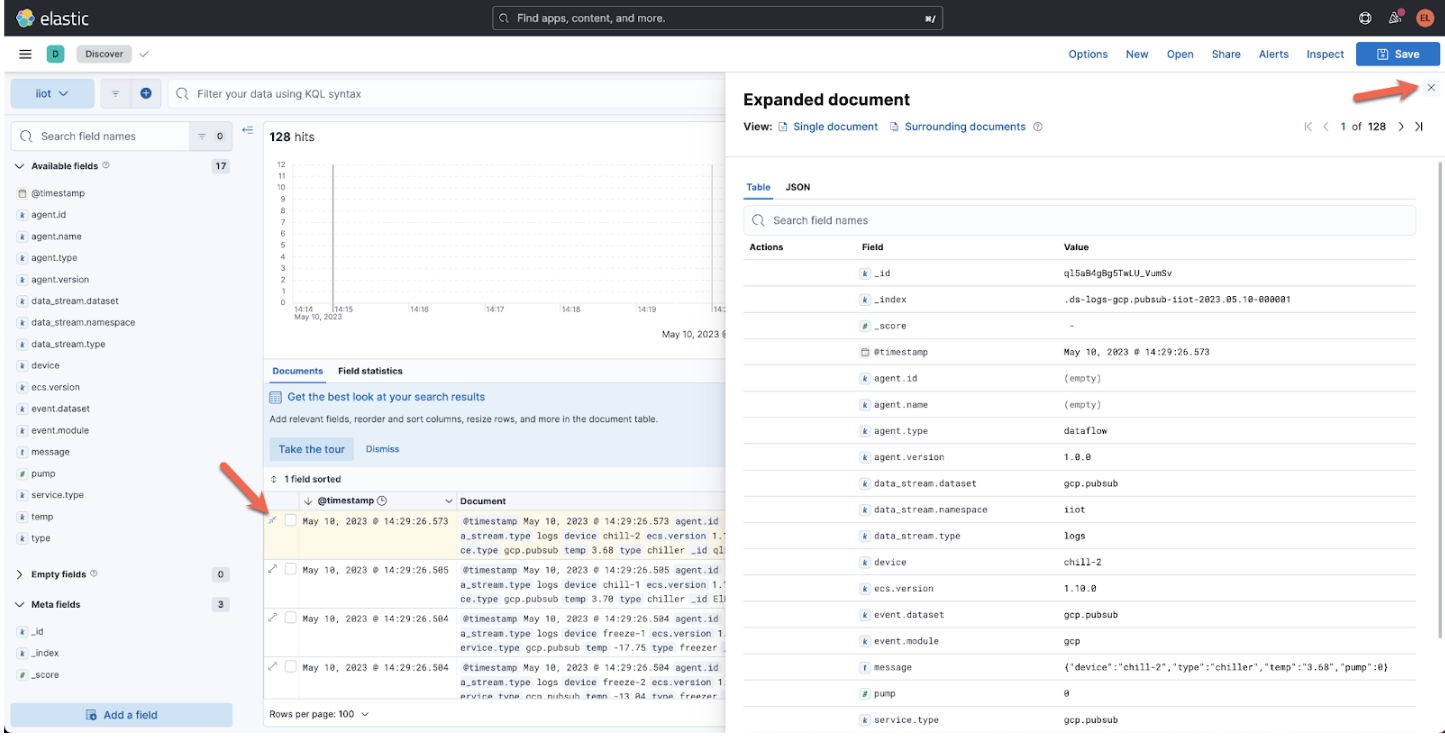 elastic
Find apps, content, and more.
⌘/
EL
D
Discover
Options
New
Open
Share
Alerts
Inspect
Save
iiot
Filter your data using KQL syntax
Search field names
0
Available fields
17
@timestamp
agent.id
agent.name
agent.type
agent.version
data_stream.dataset
data_stream.namespace
data_stream.type
device
ecs.version
event.dataset
event.module
message
pump
service.type
temp
type
Empty fields
0
Meta fields
3
_id
_index
_score
Add a field
128 hits
12
11
10
9
8
7
6
5
4
3
2
1
0
14:14
14:15
14:16
14:17
14:18
14:19
May 10, 2023
May 10, 2023 @
Documents
Field statistics
Get the best look at your search results
Add relevant fields, reorder and sort columns, resize rows, and more in the document table.
Take the tour
Dismiss
1 field sorted
@timestamp
Document
May 10, 2023 @ 14:29:26.573
@timestamp May 10, 2023 @ 14:29:26.573 agent.id
a_stream.type logs device chill-2 ecs.version 1.1
ce.type gcp.pubsub temp 3.68 type chiller _id ql5
May 10, 2023 @ 14:29:26.505
@timestamp May 10, 2023 @ 14:29:26.505 agent.id
a_stream.type logs device chill-1 ecs.version 1.1
ce.type gcp.pubsub temp 3.70 type chiller _id
May 10, 2023 @ 14:29:26.504
@timestamp May 10, 2023 @ 14:29:26.504 agent.id
a_stream.type logs device freeze-1 ecs.version 1.
ervice.type gcp.pubsub temp -17.75 type freezer
May 10, 2023 @ 14:29:26.504
@timestamp May 10, 2023 @ 14:29:26.504 agent.id
a_stream.type logs device freeze-2 ecs.version 1.
ervice.type gcp.pubsub temp -13.04 type freezer
Rows per page: 100
Expanded document
View: Single document Surrounding documents
1 of 128
Table
JSON
Search field names
Actions Field Value
_id ql5aB4gBg5TwLU_VumSv
_index .ds-logs-gcp.pubsub-iiot-2023.05.10-000001
_score -
@timestamp May 10, 2023 @ 14:29:26.573
agent.id (empty)
agent.name (empty)
agent.type dataflow
agent.version 1.0.0
data_stream.dataset gcp.pubsub
data_stream.namespace iiot
data_stream.type logs
device chill-2
ecs.version 1.10.0
event.dataset gcp.pubsub
event.module gcp
message {"device":"chill-2","type":"chiller","temp":"3.68","pump":0}
pump 0
service.type gcp.pubsub